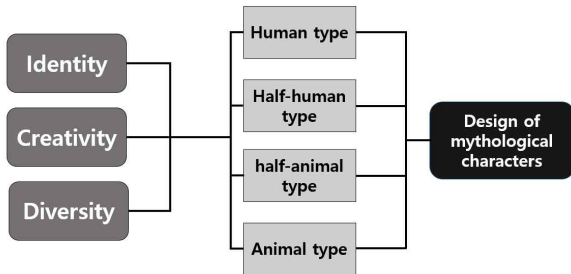 Identity
Creativity
Diversity
Human type
Half-human
type
half-animal
type
Animal type
Design of
mythological
characters